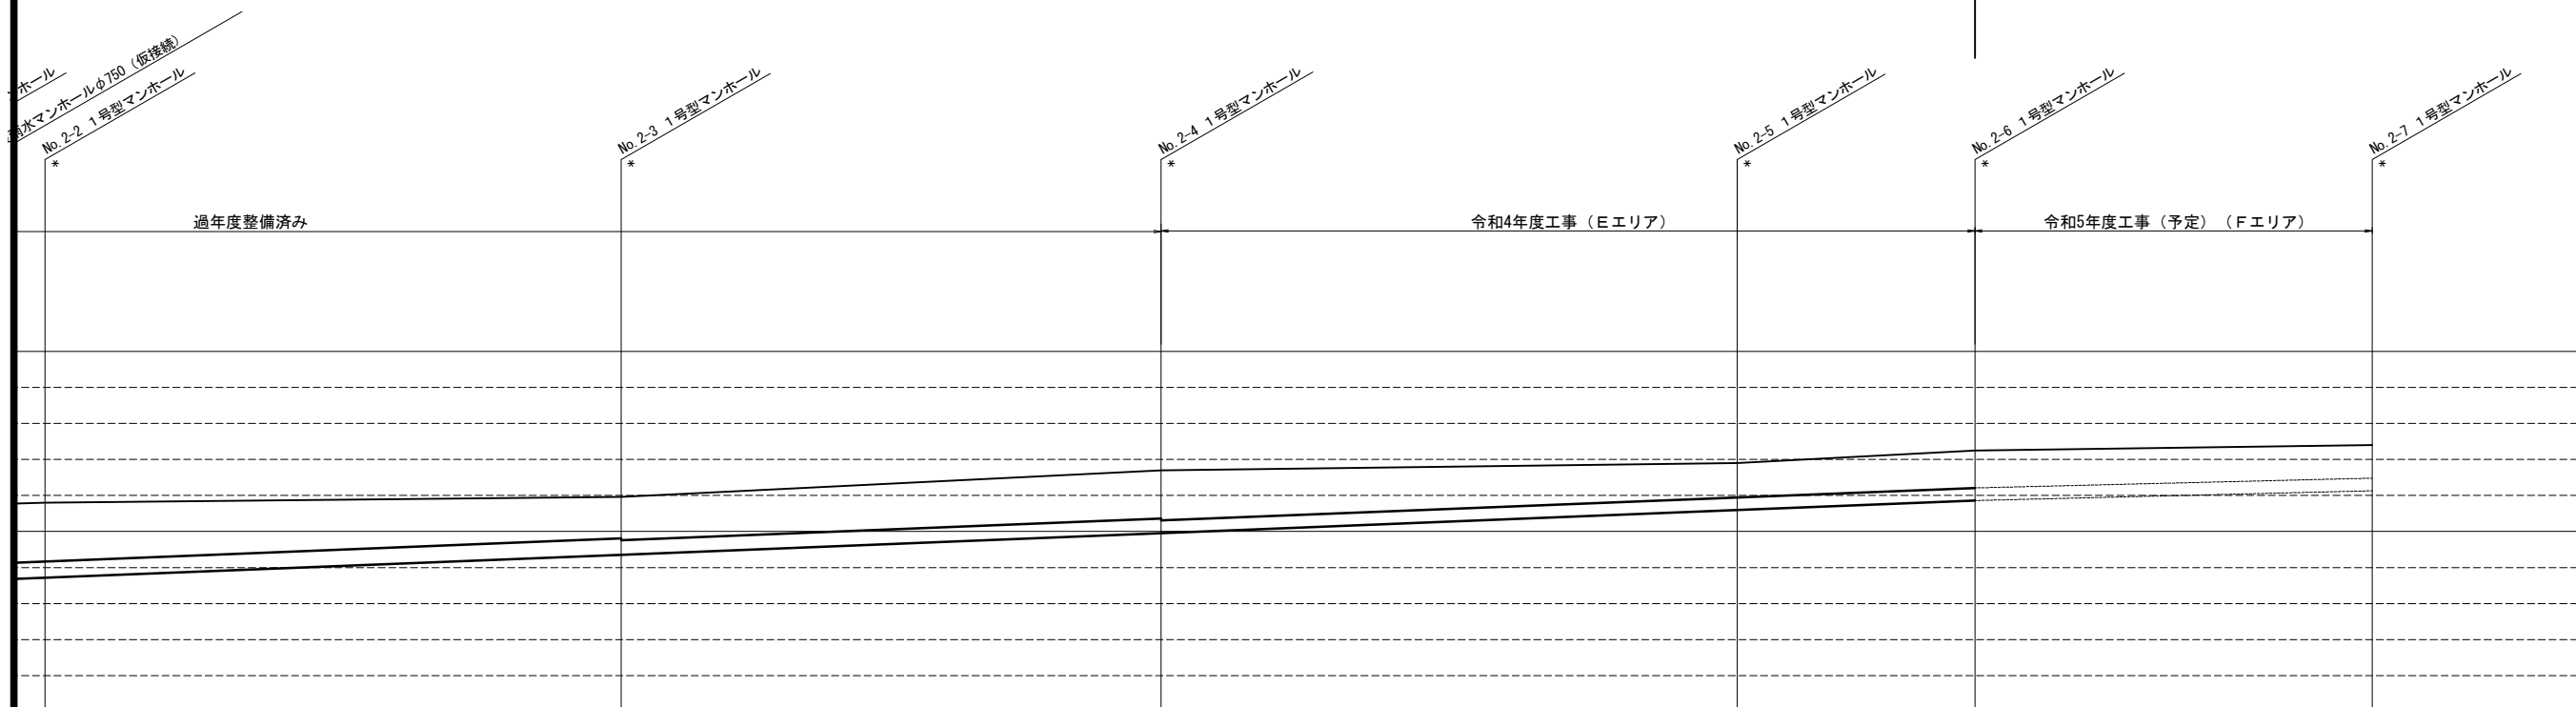 ホール
雨水マンホールφ750（仮接続）
No.2-2 1号型マンホール
*
No.2-3 1号型マンホール
*
No.2-4 1号型マンホール
*
No.2-5 1号型マンホール
*
No.2-6 1号型マンホール
*
No.2-7 1号型マンホール
*
過年度整備済み
令和4年度工事（Ｅエリア）
令和5年度工事（予定）（Ｆエリア）